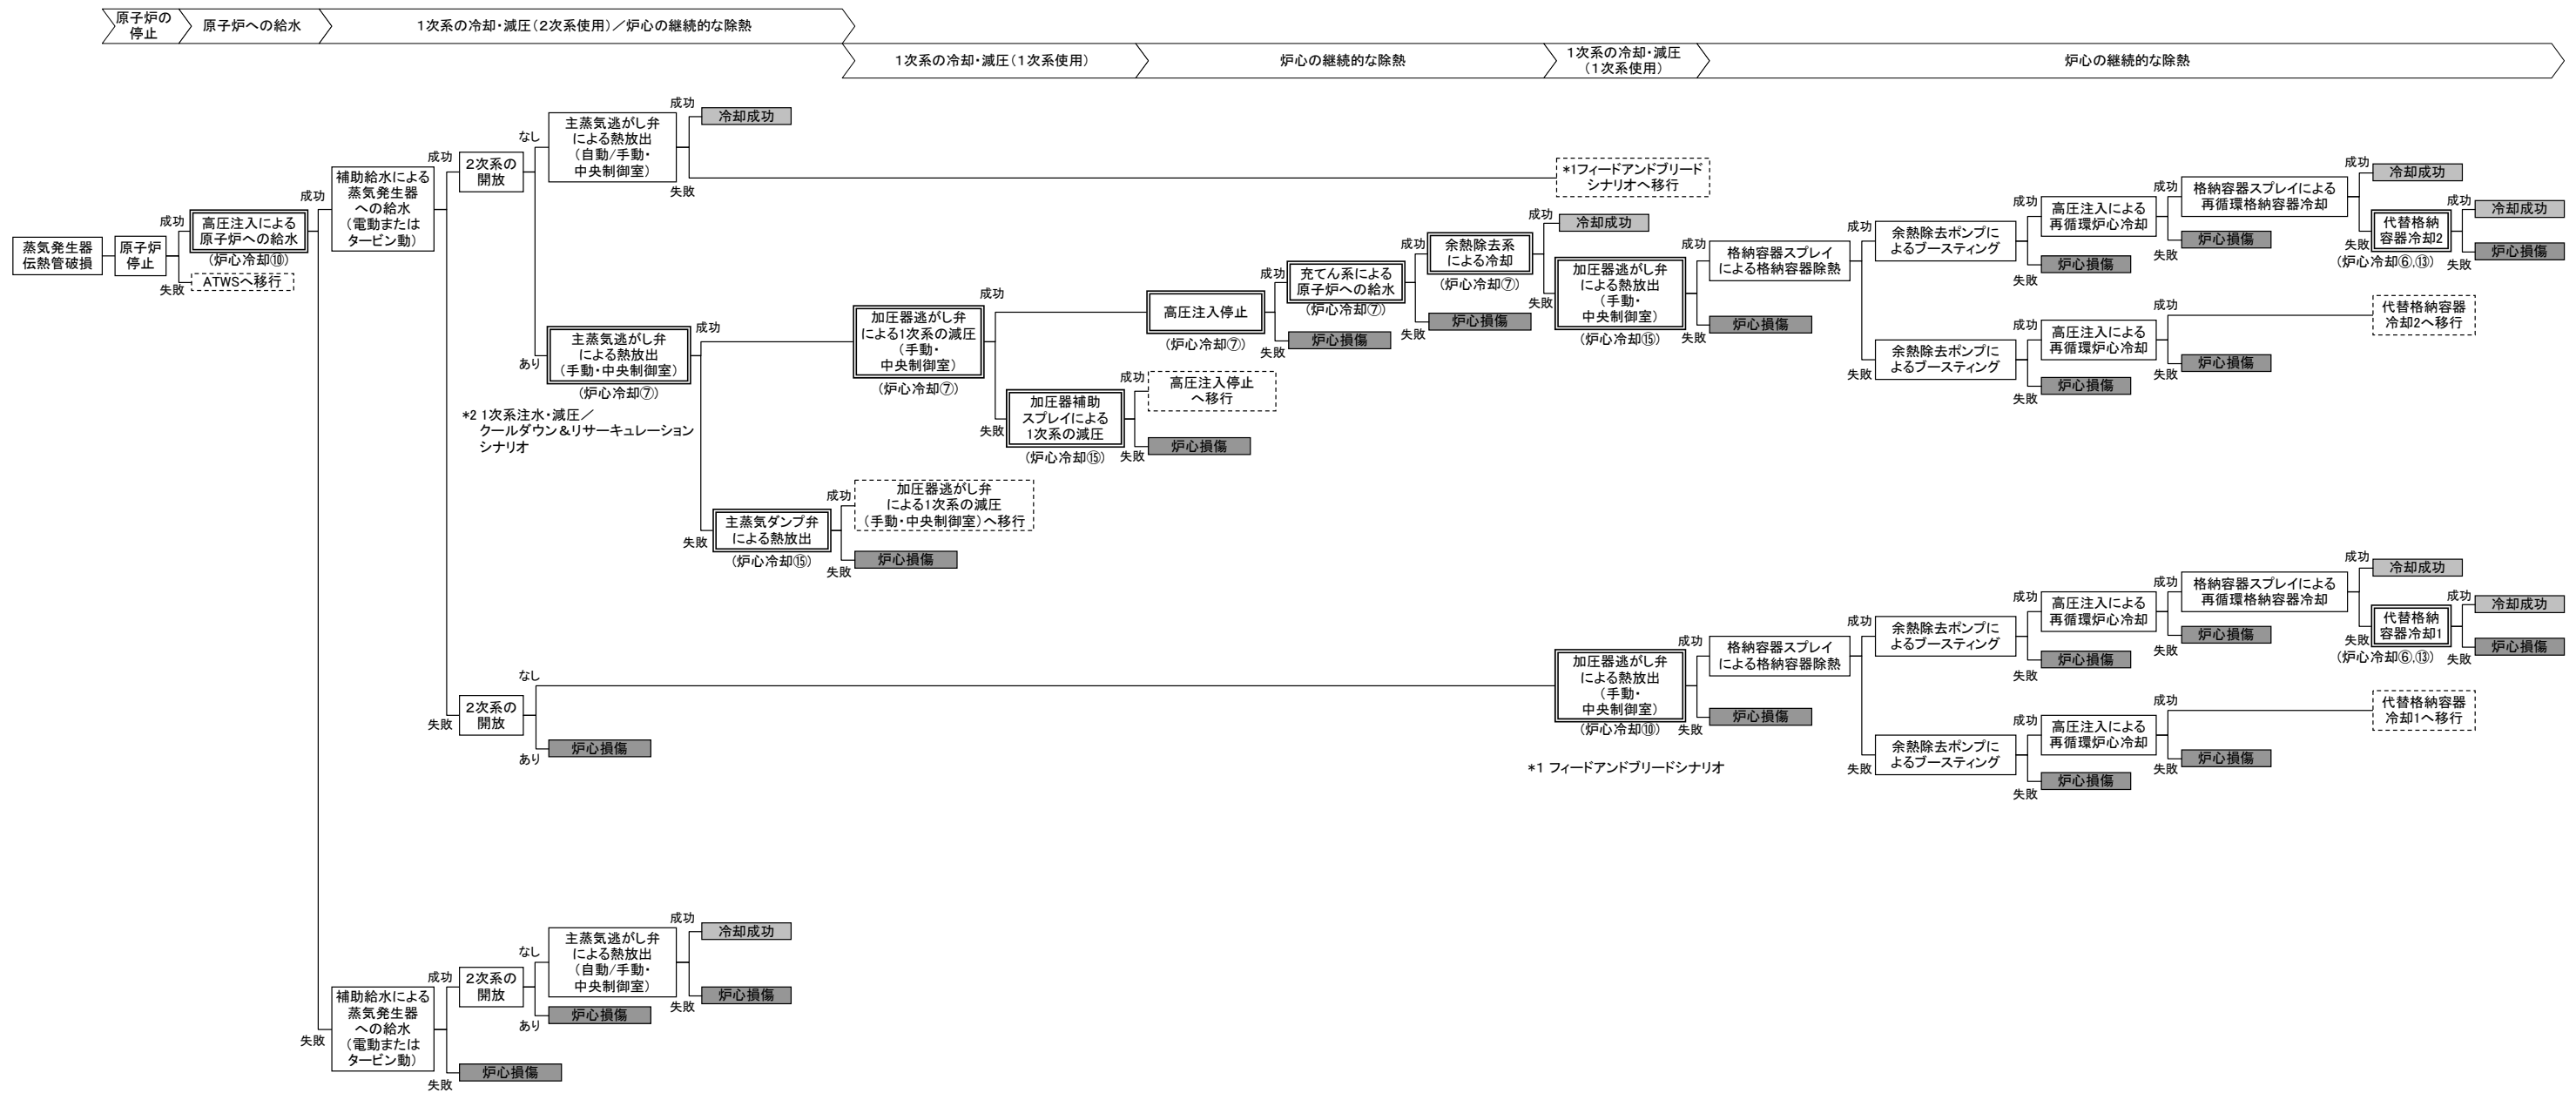 原子炉の
停止
原子炉への給水
1次系の冷却・減圧(2次系使用)/炉心の継続的な除熱
1次系の冷却・減圧(1次系使用)
炉心の継続的な除熱
1次系の冷却・減圧
(1次系使用)
炉心の継続的な除熱
蒸気発生器
伝熱管破損
原子炉
停止
成功
失敗
高圧注入による
原子炉への給水
(炉心冷却⑩)
ATWSへ移行
成功
失敗
補助給水による
蒸気発生器
への給水
(電動または
タービン動)
成功
失敗
2次系の
開放
なし
あり
主蒸気逃がし弁
による熱放出
(自動/手動・
中央制御室)
成功
冷却成功
失敗
*1フィードアンドブリード
シナリオへ移行
主蒸気逃がし弁
による熱放出
(手動・中央制御室)
(炉心冷却⑦)
*2 1次系注水・減圧/
クールダウン&リサーキュレーション
シナリオ
成功
失敗
加圧器逃がし弁
による1次系の減圧
(手動・
中央制御室)
(炉心冷却⑦)
成功
失敗
高圧注入停止
(炉心冷却⑦)
成功
失敗
炉心損傷
充てん系による
原子炉への給水
(炉心冷却⑦)
成功
失敗
炉心損傷
余熱除去系
による冷却
(炉心冷却⑦)
成功
冷却成功
失敗
加圧器逃がし弁
による熱放出
(手動・
中央制御室)
(炉心冷却⑮)
成功
失敗
炉心損傷
格納容器スプレイ
による格納容器除熱
成功
失敗
余熱除去ポンプに
よるブースティング
成功
失敗
炉心損傷
高圧注入による
再循環炉心冷却
成功
失敗
炉心損傷
格納容器スプレイによる
再循環格納容器冷却
成功
冷却成功
失敗
代替格納
容器冷却2
(炉心冷却⑥,⑬)
成功
冷却成功
失敗
炉心損傷
余熱除去ポンプに
よるブースティング
成功
失敗
炉心損傷
高圧注入による
再循環炉心冷却
成功
失敗
炉心損傷
代替格納容器
冷却2へ移行
加圧器補助
スプレイによる
1次系の減圧
(炉心冷却⑮)
成功
高圧注入停止
へ移行
失敗
炉心損傷
主蒸気ダンプ弁
による熱放出
(炉心冷却⑮)
成功
加圧器逃がし弁
による1次系の減圧
(手動・中央制御室)へ移行
失敗
炉心損傷
2次系の
開放
なし
あり
炉心損傷
加圧器逃がし弁
による熱放出
(手動・
中央制御室)
(炉心冷却⑩)
*1 フィードアンドブリードシナリオ
成功
失敗
炉心損傷
格納容器スプレイ
による格納容器除熱
成功
失敗
余熱除去ポンプに
よるブースティング
成功
失敗
炉心損傷
高圧注入による
再循環炉心冷却
成功
失敗
炉心損傷
格納容器スプレイによる
再循環格納容器冷却
成功
冷却成功
失敗
代替格納
容器冷却1
(炉心冷却⑥,⑬)
成功
冷却成功
失敗
炉心損傷
余熱除去ポンプに
よるブースティング
成功
失敗
炉心損傷
高圧注入による
再循環炉心冷却
成功
失敗
炉心損傷
代替格納容器
冷却1へ移行
補助給水による
蒸気発生器
への給水
(電動または
タービン動)
成功
失敗
炉心損傷
2次系の
開放
なし
あり
炉心損傷
主蒸気逃がし弁
による熱放出
(自動/手動・
中央制御室)
成功
冷却成功
失敗
炉心損傷